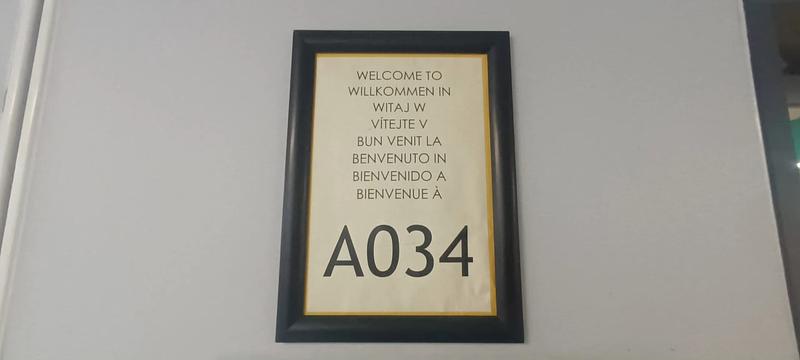 WELCOME TO
WILLKOMMEN IN
WITAJ W
VÍTEJTE V
BUN VENIT LA
BENVENUTO IN
BIENVENIDO A
BIENVENUE À
A034